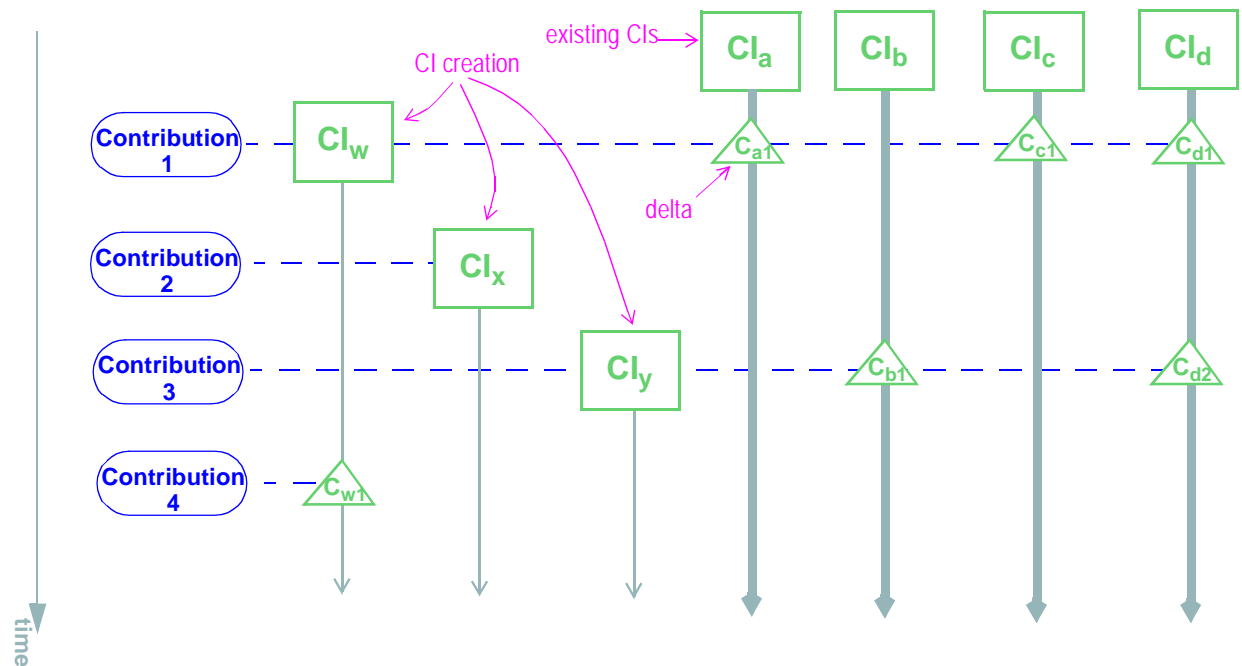 existing CIs
CIa
CIb
CIc
CId
CI creation
Contribution
1
CIw
Ca1
Cc1
Cd1
delta
Contribution
2
CIx
Contribution
3
CIy
Cb1
Cd2
Contribution
4
Cw1
time